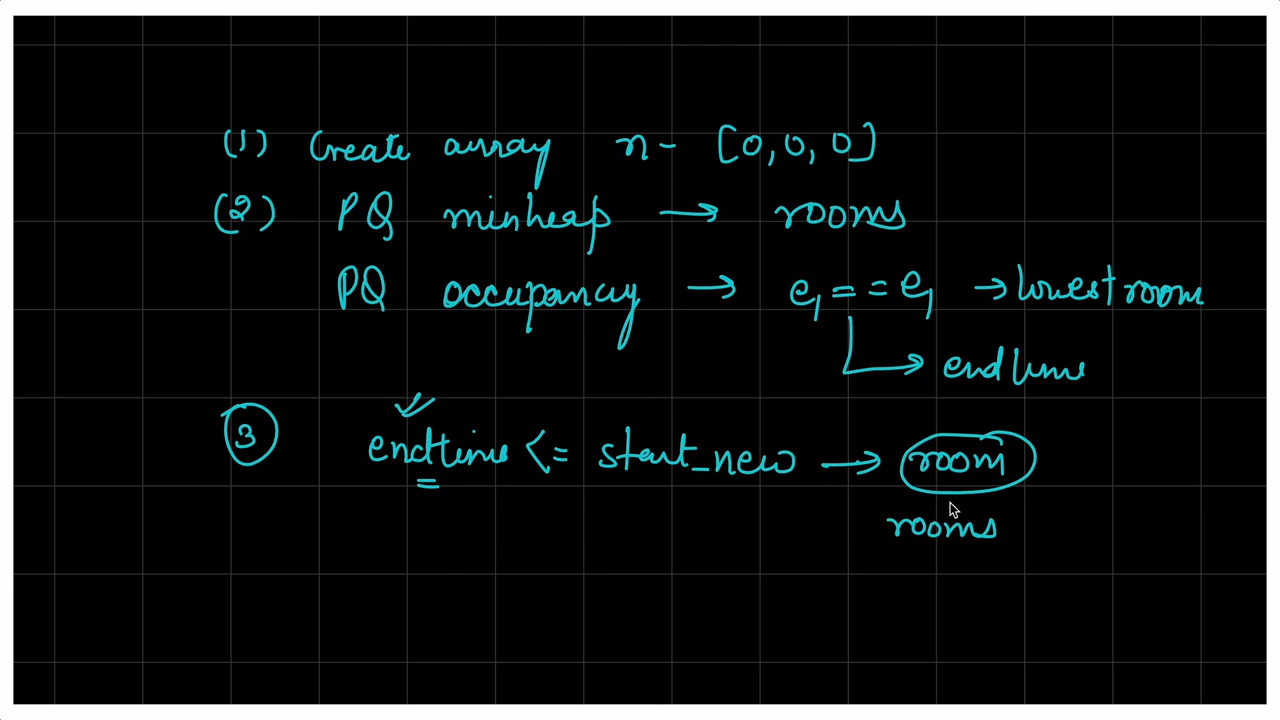 (1) Create array n - [0, 0, 0]
(2) PQ minheap → rooms
PQ occupancy → e1 == e1 → lowest room
→ endtime
3 endtime <= start_new → room
rooms